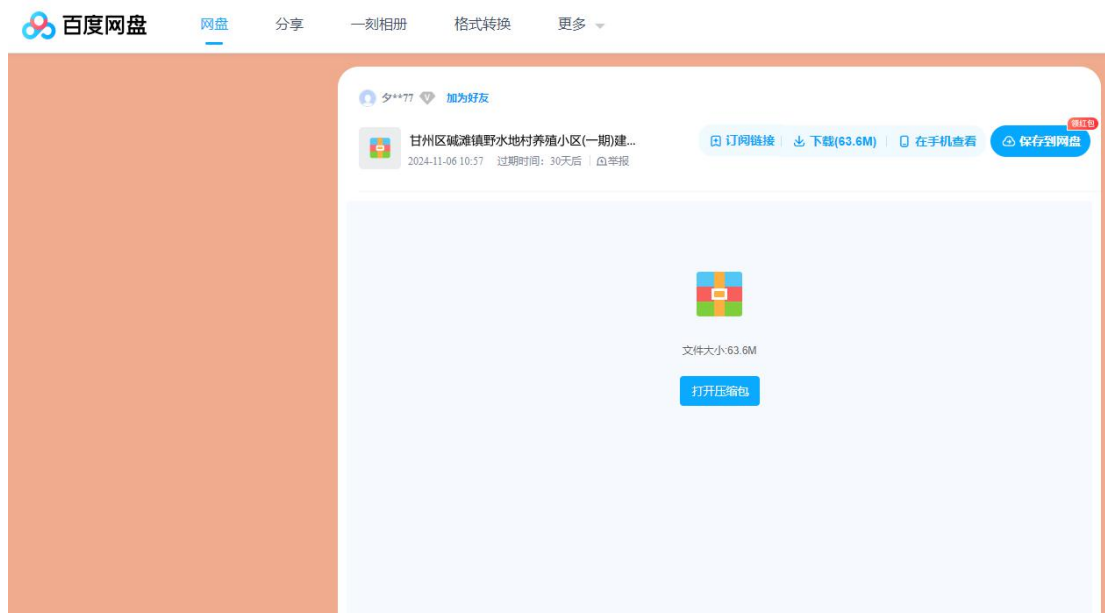 百度网盘 网盘 分享 一刻相册 格式转换 更多
夕**77 加为好友
领红包
甘州区碱滩镇野水地村养殖小区(一期)建... 订阅链接 下载(63.6M) 在手机查看 保存到网盘
2024-11-06 10:57 过期时间：30天后 举报
文件大小:63.6M
打开压缩包